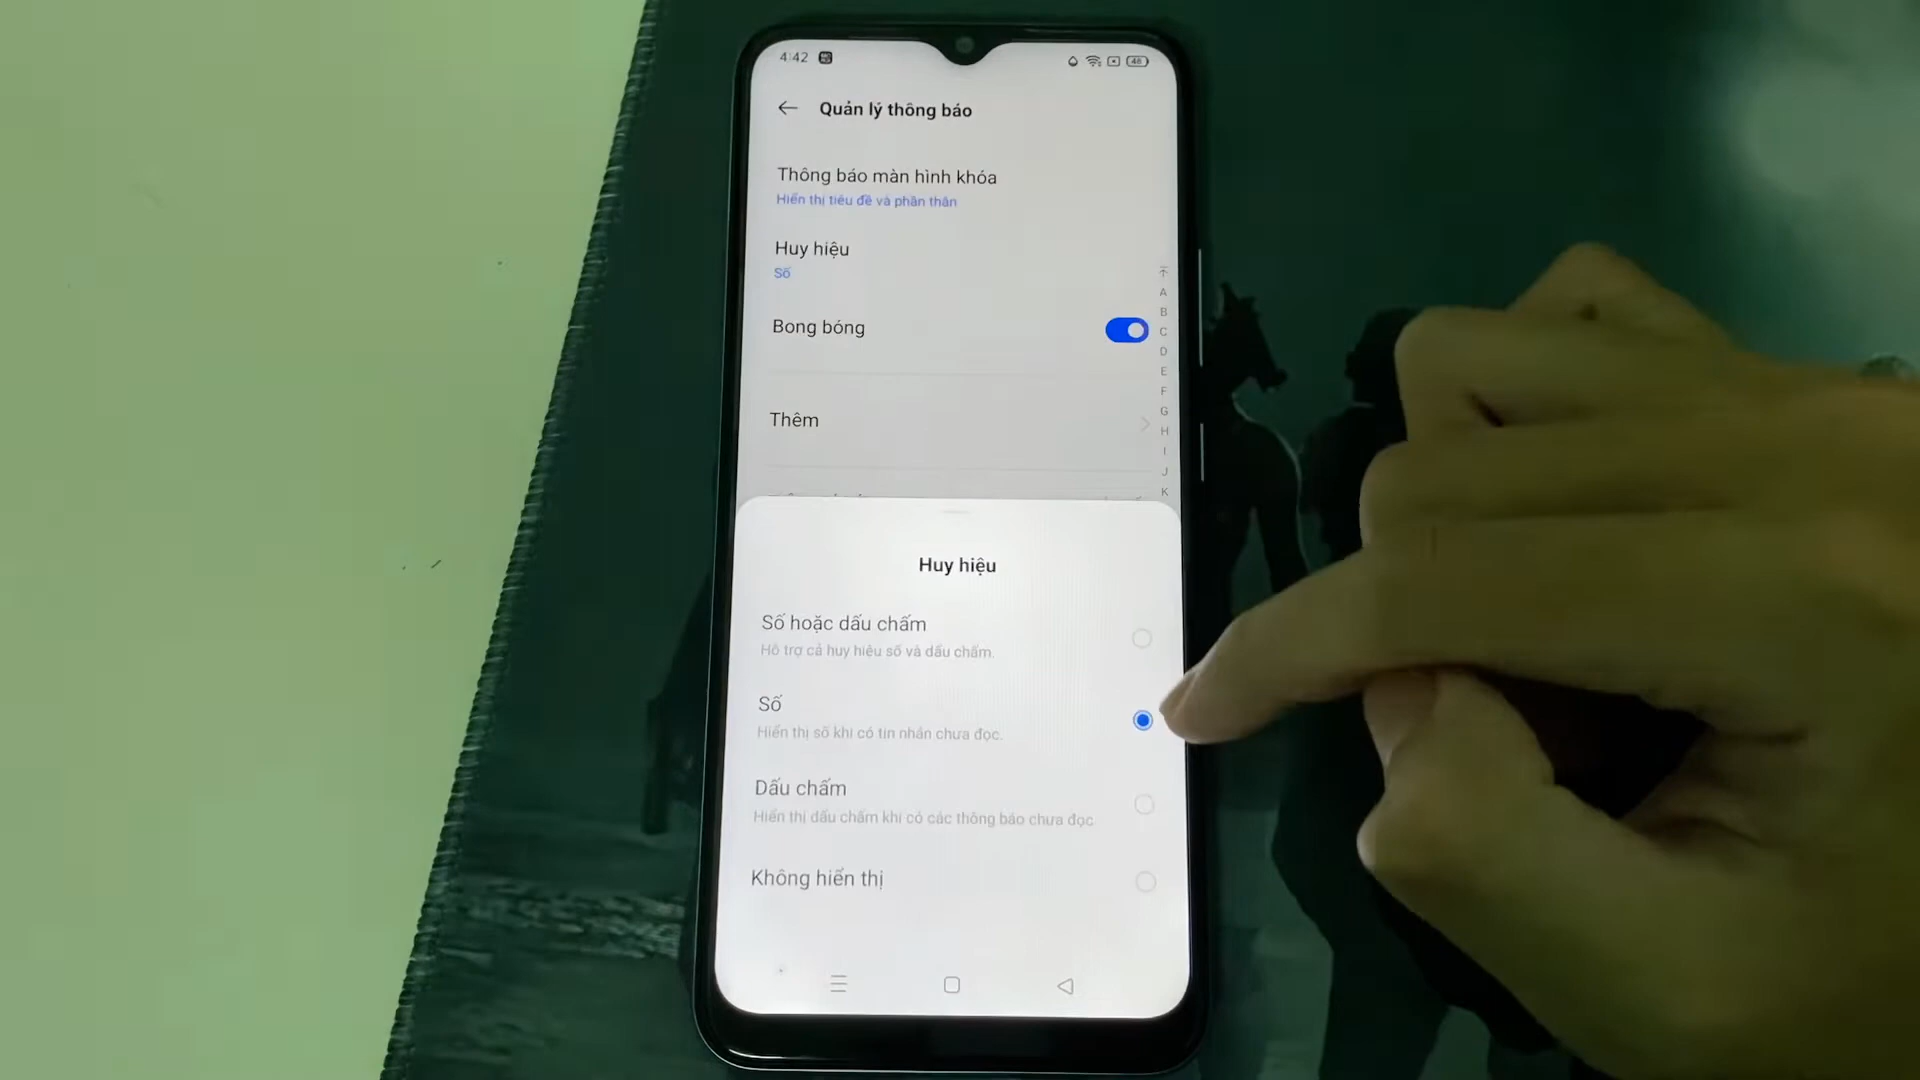 4:42
46
Quản lý thông báo
Thông báo màn hình khóa
Hiển thị tiêu đề và phần thân
Huy hiệu
Số
Bong bóng
Thêm
A
B
C
D
E
F
G
H
I
J
K
Huy hiệu
Số hoặc dấu chấm
Hỗ trợ cả huy hiệu số và dấu chấm.
Số
Hiển thị số khi có tin nhắn chưa đọc.
Dấu chấm
Hiển thị dấu chấm khi có các thông báo chưa đọc.
Không hiển thị